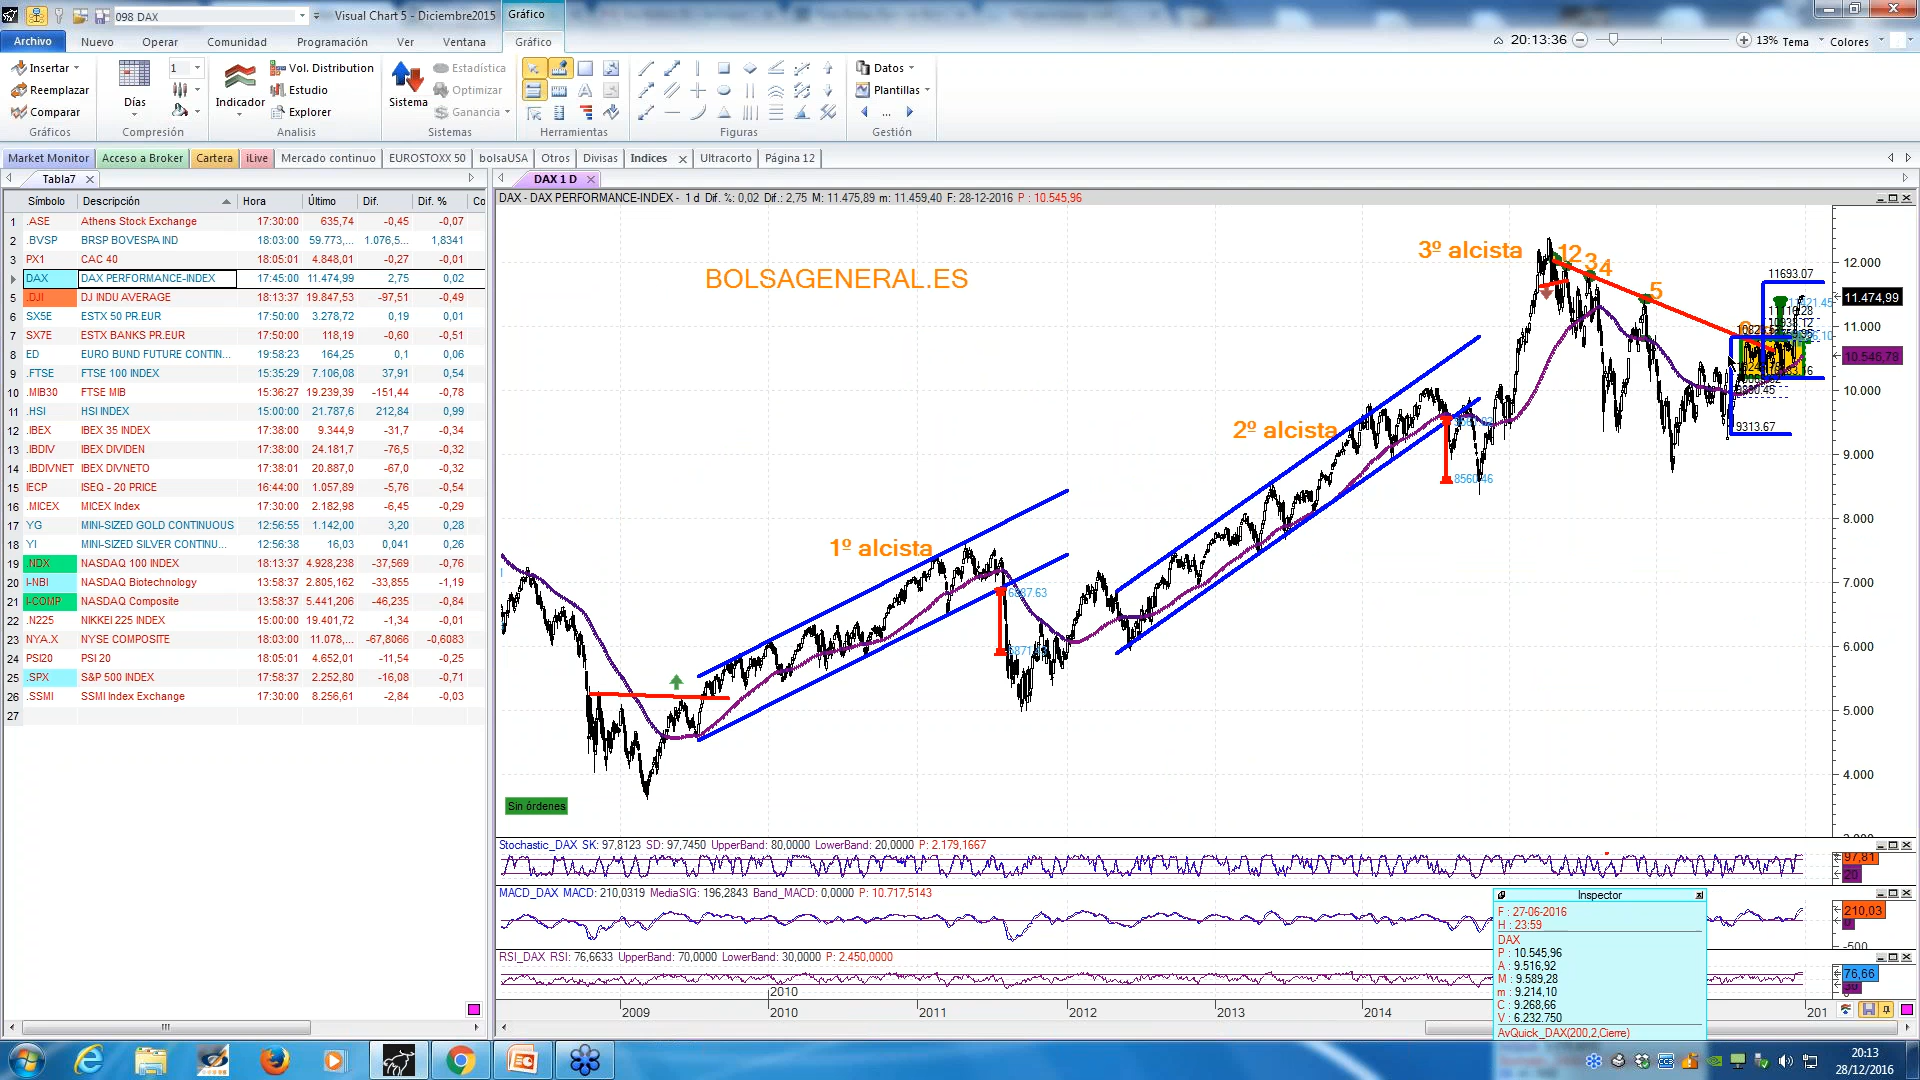 098 DAX
Visual Chart 5 - Diciembre2015
Gráfico
Archivo Nuevo Operar Comunidad Programación Ver Ventana Gráfico
20:13:36 13% Tema Colores
Insertar
Reemplazar
Comparar
Gráficos
Días
1
Compresión
Indicador
Vol. Distribution
Estudio
Explorer
Analisis
Sistema
Estadística
Optimizar
Ganancia
Sistemas
Herramientas
Figuras
Datos
Plantillas
...
Gestión
Market Monitor Acceso a Broker Cartera iLive Mercado continuo EUROSTOXX 50 bolsaUSA Otros Divisas Indices Ultracorto Página 12
Tabla7
Símbolo Descripción Hora Último Dif. Dif. % Co
1 .ASE Athens Stock Exchange 17:30:00 635,74 -0,45 -0,07
2 .BVSP BRSP BOVESPA IND 18:03:00 59.773,... 1.076,5... 1,8341
3 PX1 CAC 40 18:05:01 4.848,01 -0,27 -0,01
DAX DAX PERFORMANCE-INDEX 17:45:00 11.474,99 2,75 0,02
5 .DJI DJ INDU AVERAGE 18:13:37 19.847,53 -97,51 -0,49
6 SX5E ESTX 50 PR.EUR 17:50:00 3.278,72 0,19 0,01
7 SX7E ESTX BANKS PR.EUR 17:50:00 118,19 -0,60 -0,51
8 ED EURO BUND FUTURE CONTIN... 19:58:23 164,25 0,1 0,06
9 .FTSE FTSE 100 INDEX 15:35:29 7.106,08 37,91 0,54
10 .MIB30 FTSE MIB 15:36:27 19.239,39 -151,44 -0,78
11 .HSI HSI INDEX 15:00:00 21.787,6 212,84 0,99
12 .IBEX IBEX 35 INDEX 17:38:00 9.344,9 -31,7 -0,34
13 .IBDIV IBEX DIVIDEN 17:38:00 24.181,7 -76,5 -0,32
14 .IBDIVNET IBEX DIVNETO 17:38:01 20.887,0 -67,0 -0,32
15 IECP ISEQ - 20 PRICE 16:44:00 1.057,89 -5,76 -0,54
16 .MICEX MICEX Index 17:30:00 2.182,98 -6,45 -0,29
17 YG MINI-SIZED GOLD CONTINUOUS 12:56:55 1.142,00 3,20 0,28
18 YI MINI-SIZED SILVER CONTINU... 12:56:38 16,03 0,041 0,26
19 .NDX NASDAQ 100 INDEX 18:13:37 4.928,238 -37,569 -0,76
20 I-NBI NASDAQ Biotechnology 13:58:37 2.805,162 -33,855 -1,19
21 I-COMP NASDAQ Composite 13:58:37 5.441,206 -46,235 -0,84
22 .N225 NIKKEI 225 INDEX 15:00:00 19.401,72 -1,34 -0,01
23 NYA.X NYSE COMPOSITE 18:03:00 11.078,... -67,8066 -0,6083
24 PSI20 PSI 20 18:05:01 4.652,01 -11,54 -0,25
25 .SPX S&P 500 INDEX 17:58:37 2.252,80 -16,08 -0,71
26 .SSMI SSMI Index Exchange 17:30:00 8.256,61 -2,84 -0,03
27
DAX 1 D
DAX - DAX PERFORMANCE-INDEX - 1 d Dif. %: 0,02 Dif.: 2,75 M: 11.475,89 m: 11.459,40 F: 28-12-2016 P : 10.545,96
BOLSAGENERAL.ES
3º alcista
12
3
4
5
11693.07
2º alcista
9313.67
8560.46
1º alcista
Sin órdenes
12.000
11.474,99
11.000
10.545,78
10.000
9.000
8.000
7.000
6.000
5.000
4.000
Stochastic_DAX SK: 97,8123 SD: 97,7450 UpperBand: 80,0000 LowerBand: 20,0000 P: 2.179,1667
97,81
20
MACD_DAX MACD: 210,0319 MediaSIG: 196,2843 Band_MACD: 0,0000 P: 10.717,5143
210,03
-500
RSI_DAX RSI: 76,6633 UpperBand: 70,0000 LowerBand: 30,0000 P: 2.450,0000
76,66
30
2010
2009 2010 2011 2012 2013 2014 201
Inspector
F : 27-06-2016
H : 23:59
DAX
P : 10.545,96
A : 9.516,92
M : 9.589,28
m : 9.214,10
C : 9.268,66
V : 6.232.750
AvQuick_DAX(200,2,Cierre)
20:13
28/12/2016